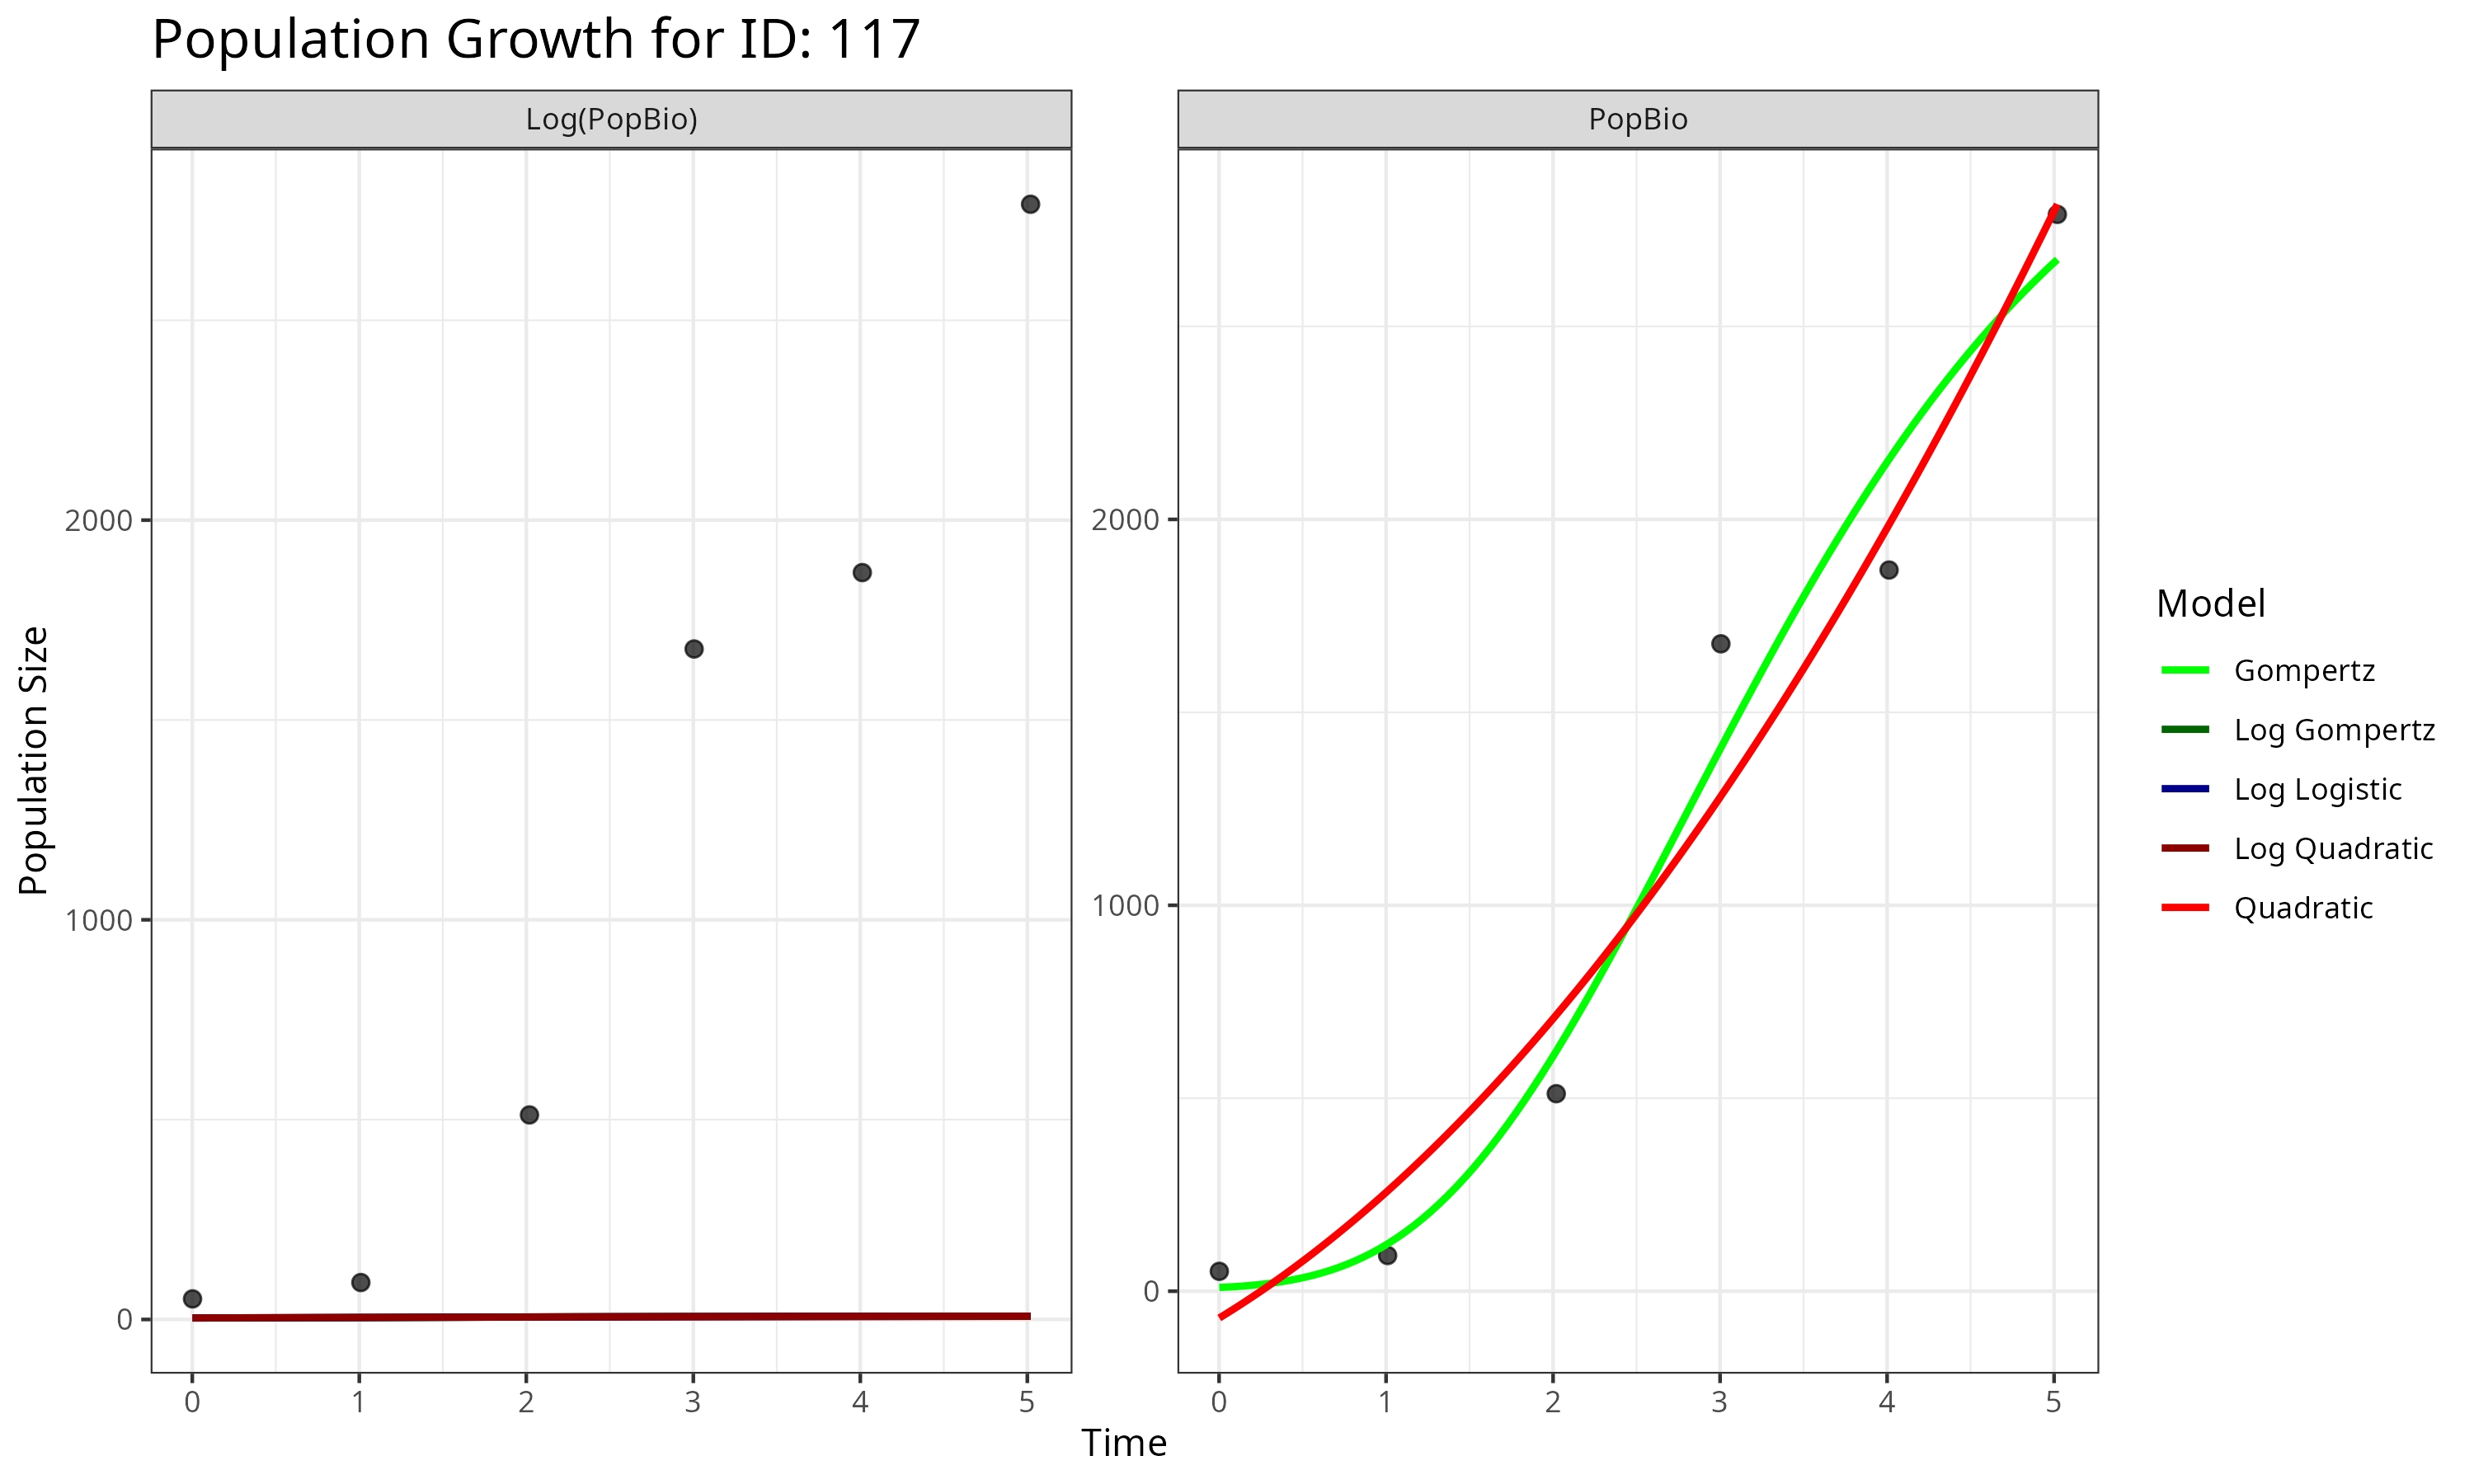 Population Growth for ID: 117
Log(PopBio)
PopBio
Population Size
2000
1000
0
2000
1000
0
0 1 2 3 4 5
0 1 2 3 4 5
Time
Model
Gompertz
Log Gompertz
Log Logistic
Log Quadratic
Quadratic